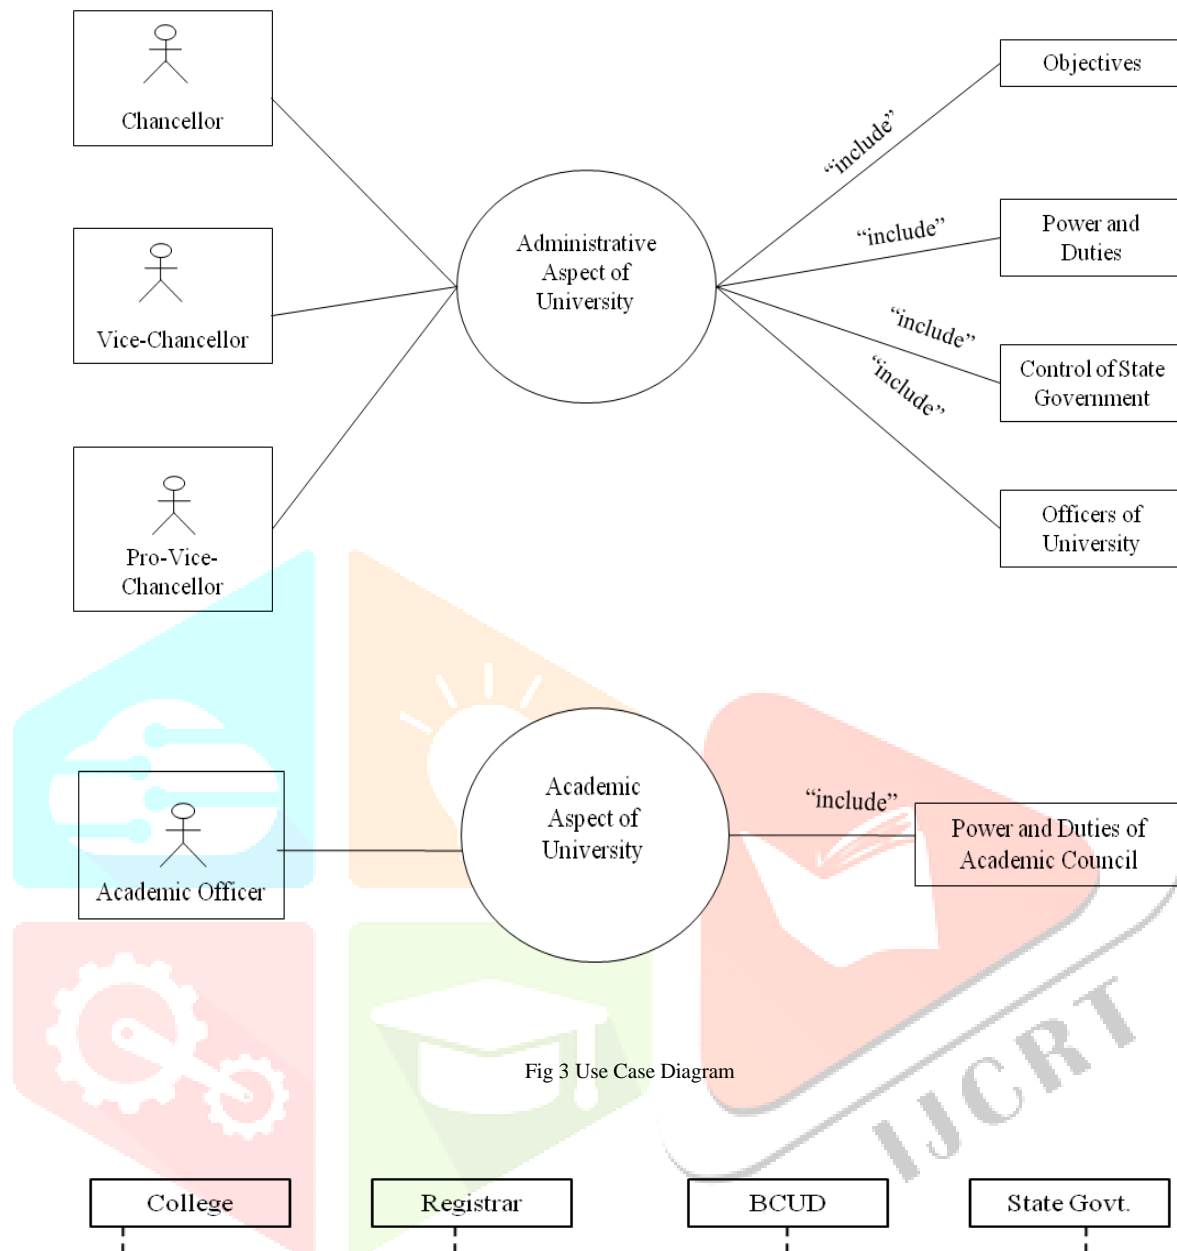 Chancellor
Vice-Chancellor
Pro-Vice-
Chancellor
Administrative
Aspect of
University
“include”
“include”
“include”
“include”
Objectives
Power and
Duties
Control of State
Government
Officers of
University
Academic Officer
Academic
Aspect of
University
“include”
Power and Duties of
Academic Council
Fig 3 Use Case Diagram
IJCRT
College
Registrar
BCUD
State Govt.